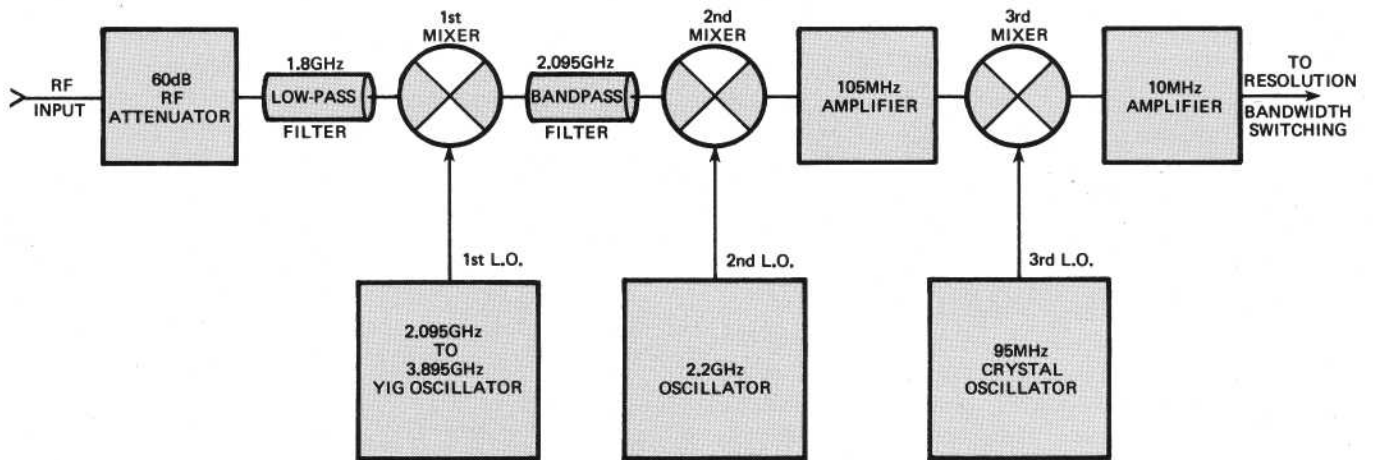 RF
INPUT
60dB
RF
ATTENUATOR
1.8GHz
LOW-PASS
FILTER
1st
MIXER
2.095GHz
BANDPASS
FILTER
2nd
MIXER
105MHz
AMPLIFIER
3rd
MIXER
10MHz
AMPLIFIER
TO
RESOLUTION
BANDWIDTH
SWITCHING
1st L.O.
2nd L.O.
3rd L.O.
2.095GHz
TO
3.895GHz
YIG OSCILLATOR
2.2GHz
OSCILLATOR
95MHz
CRYSTAL
OSCILLATOR